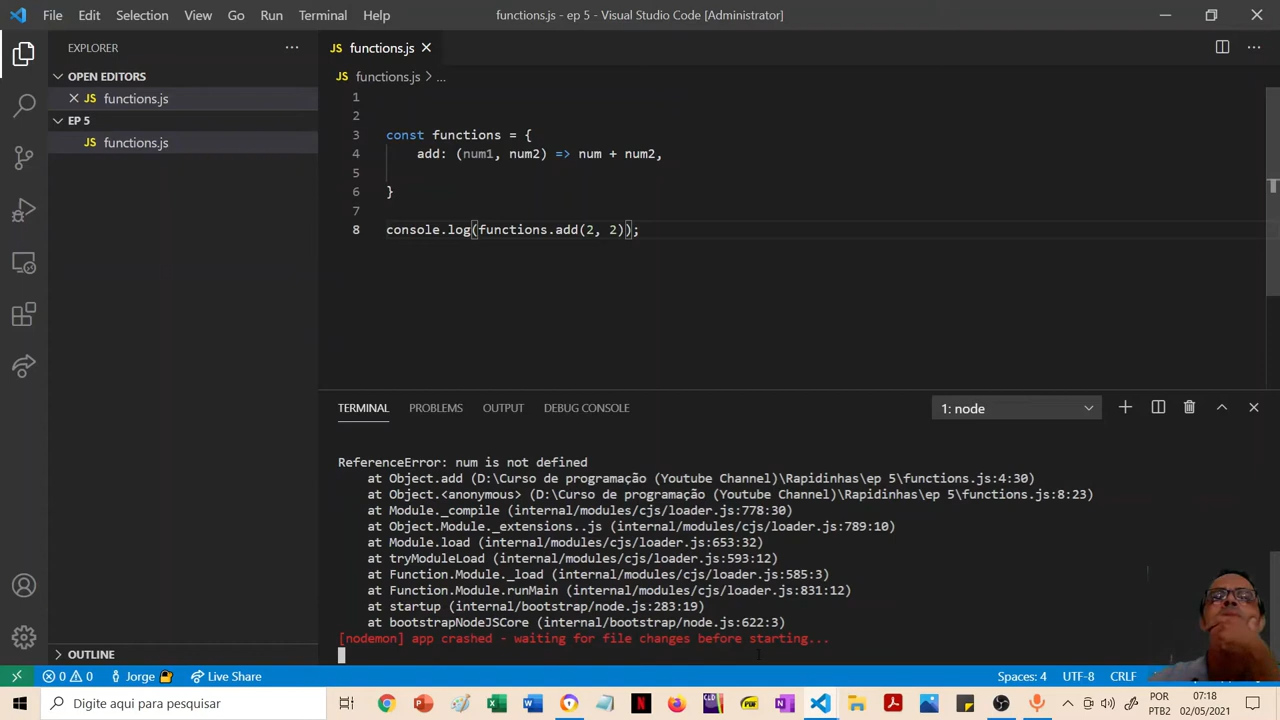 File Edit Selection View Go Run Terminal Help
functions.js - ep 5 - Visual Studio Code [Administrator]
EXPLORER
OPEN EDITORS
JS functions.js
EP 5
JS functions.js
OUTLINE
JS functions.js
JS functions.js > ...
1
2
3 const functions = {
4 add: (num1, num2) => num + num2,
5
6 }
7
8 console.log(functions.add(2, 2));
TERMINAL PROBLEMS OUTPUT DEBUG CONSOLE
1: node
ReferenceError: num is not defined
at Object.add (D:\Curso de programação (Youtube Channel)\Rapidinhas\ep 5\functions.js:4:30)
at Object.<anonymous> (D:\Curso de programação (Youtube Channel)\Rapidinhas\ep 5\functions.js:8:23)
at Module._compile (internal/modules/cjs/loader.js:778:30)
at Object.Module._extensions..js (internal/modules/cjs/loader.js:789:10)
at Module.load (internal/modules/cjs/loader.js:653:32)
at tryModuleLoad (internal/modules/cjs/loader.js:593:12)
at Function.Module._load (internal/modules/cjs/loader.js:585:3)
at Function.Module.runMain (internal/modules/cjs/loader.js:831:12)
at startup (internal/bootstrap/node.js:283:19)
at bootstrapNodeJSCore (internal/bootstrap/node.js:622:3)
[nodemon] app crashed - waiting for file changes before starting...
0 0 Jorge Live Share
Spaces: 4 UTF-8 CRLF
Digite aqui para pesquisar
POR
PTB2
07:18
02/05/2021